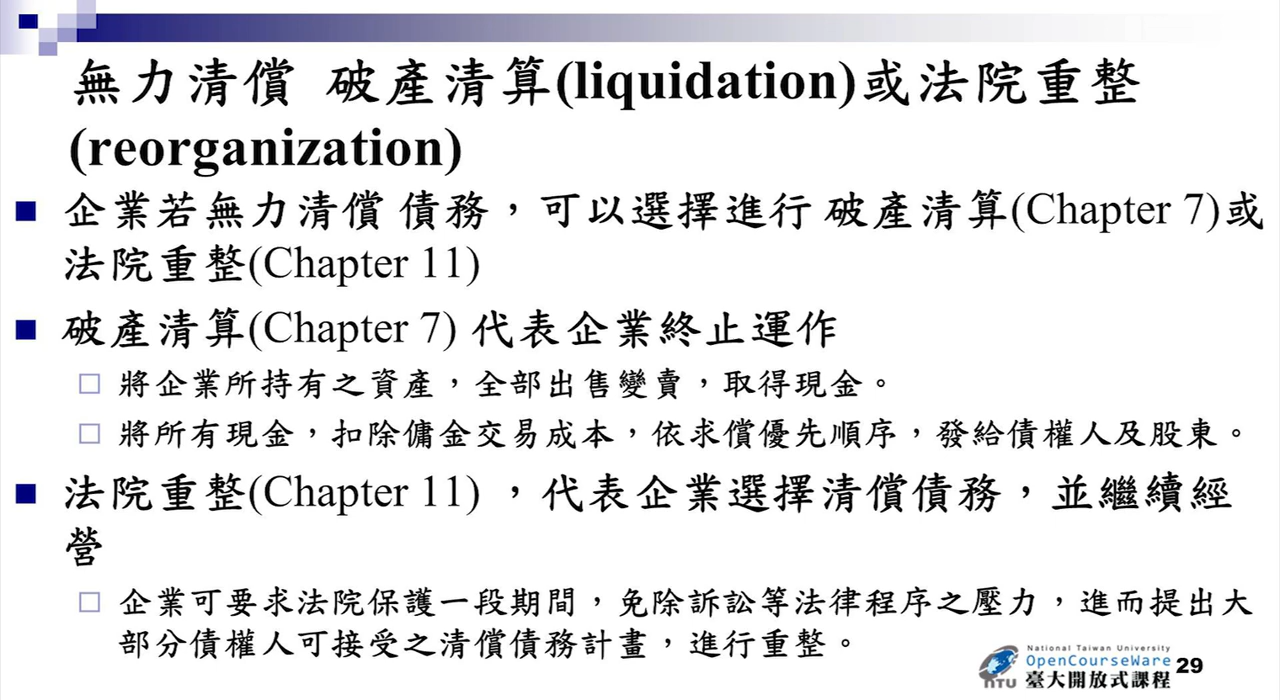 無力清償 破產清算(liquidation)或法院重整
(reorganization)
■ 企業若無力清償 債務，可以選擇進行 破產清算(Chapter 7)或
法院重整(Chapter 11)
■ 破產清算(Chapter 7) 代表企業終止運作
□ 將企業所持有之資產，全部出售變賣，取得現金。
□ 將所有現金，扣除傭金交易成本，依求償優先順序，發給債權人及股東。
■ 法院重整(Chapter 11) ，代表企業選擇清償債務，並繼續經
營
□ 企業可要求法院保護一段期間，免除訴訟等法律程序之壓力，進而提出大
部分債權人可接受之清償債務計畫，進行重整。
National Taiwan University
OpenCourseWare
NTU 臺大開放式課程
29